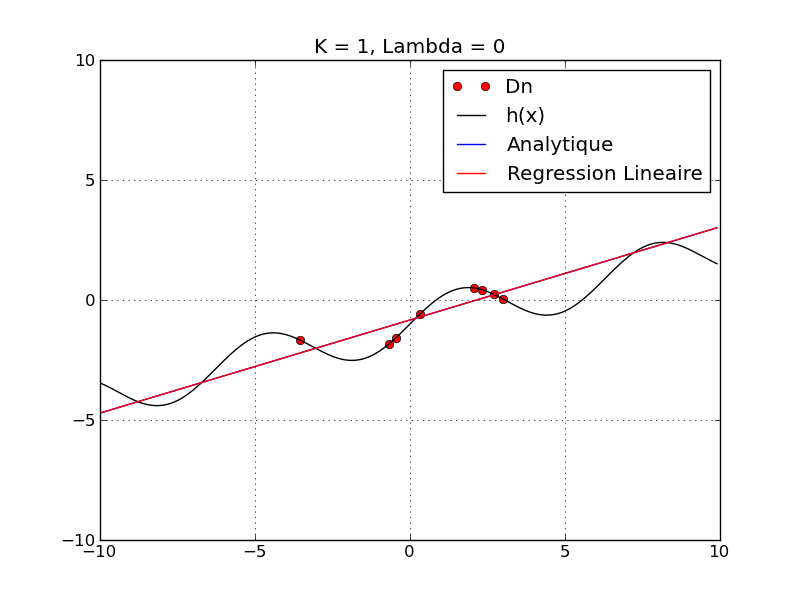 K = 1, Lambda = 0
10
Dn
h(x)
Analytique
Regression Lineaire
5
0
−5
−10
−10
−5
0
5
10